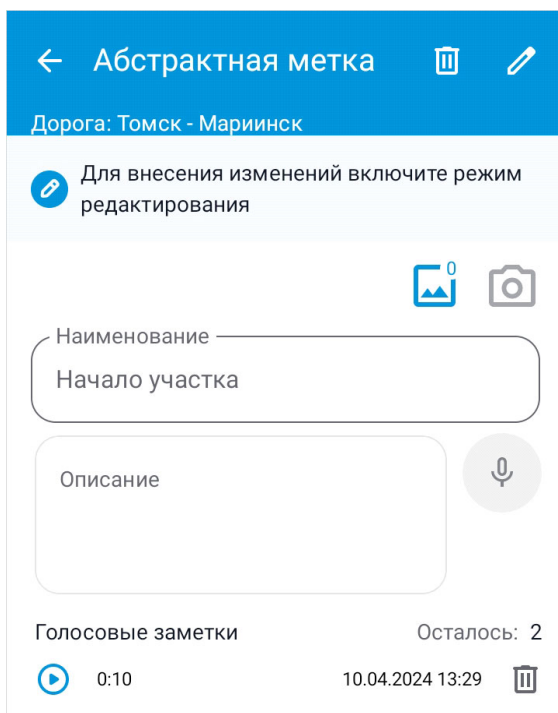 Абстрактная метка
Дорога: Томск - Мариинск
Для внесения изменений включите режим
редактирования
0
Наименование
Начало участка
Описание
Голосовые заметки Осталось: 2
0:10 10.04.2024 13:29